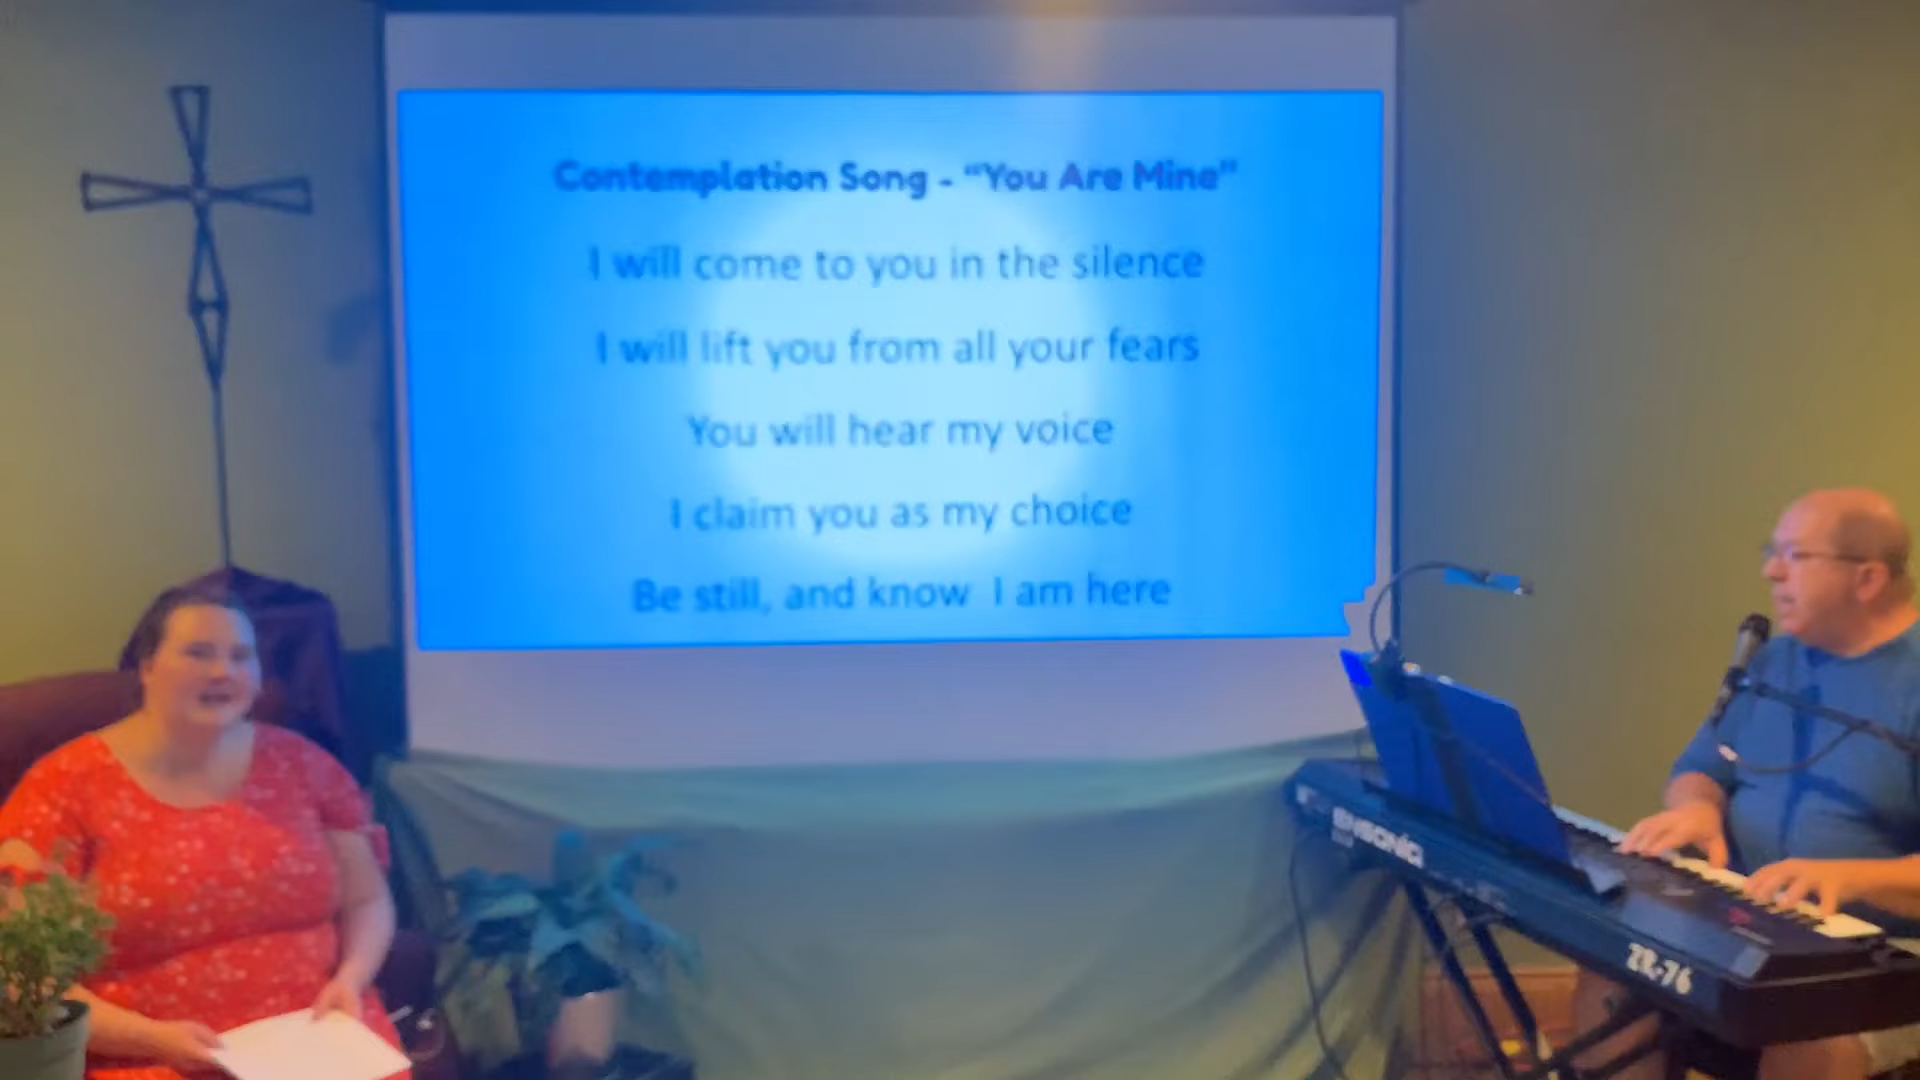 Contemplation Song - “You Are Mine”
I will come to you in the silence
I will lift you from all your fears
You will hear my voice
I claim you as my choice
Be still, and know I am here
ensoniq
ZR-76